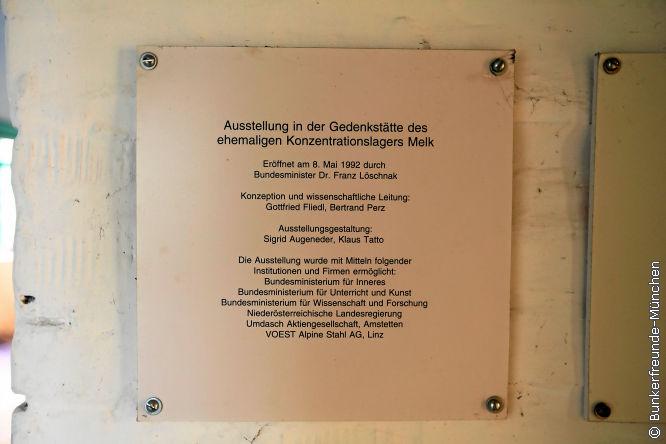 Ausstellung in der Gedenkstätte des
ehemaligen Konzentrationslagers Melk
Eröffnet am 8. Mai 1992 durch
Bundesminister Dr. Franz Löschnak
Konzeption und wissenschaftliche Leitung:
Gottfried Fliedl, Bertrand Perz
Ausstellungsgestaltung:
Sigrid Augeneder, Klaus Tatto
Die Ausstellung wurde mit Mitteln folgender
Institutionen und Firmen ermöglicht:
Bundesministerium für Inneres
Bundesministerium für Unterricht und Kunst
Bundesministerium für Wissenschaft und Forschung
Niederösterreichische Landesregierung
Umdasch Aktiengesellschaft, Amstetten
VOEST Alpine Stahl AG, Linz
© Bunkerfreunde-München